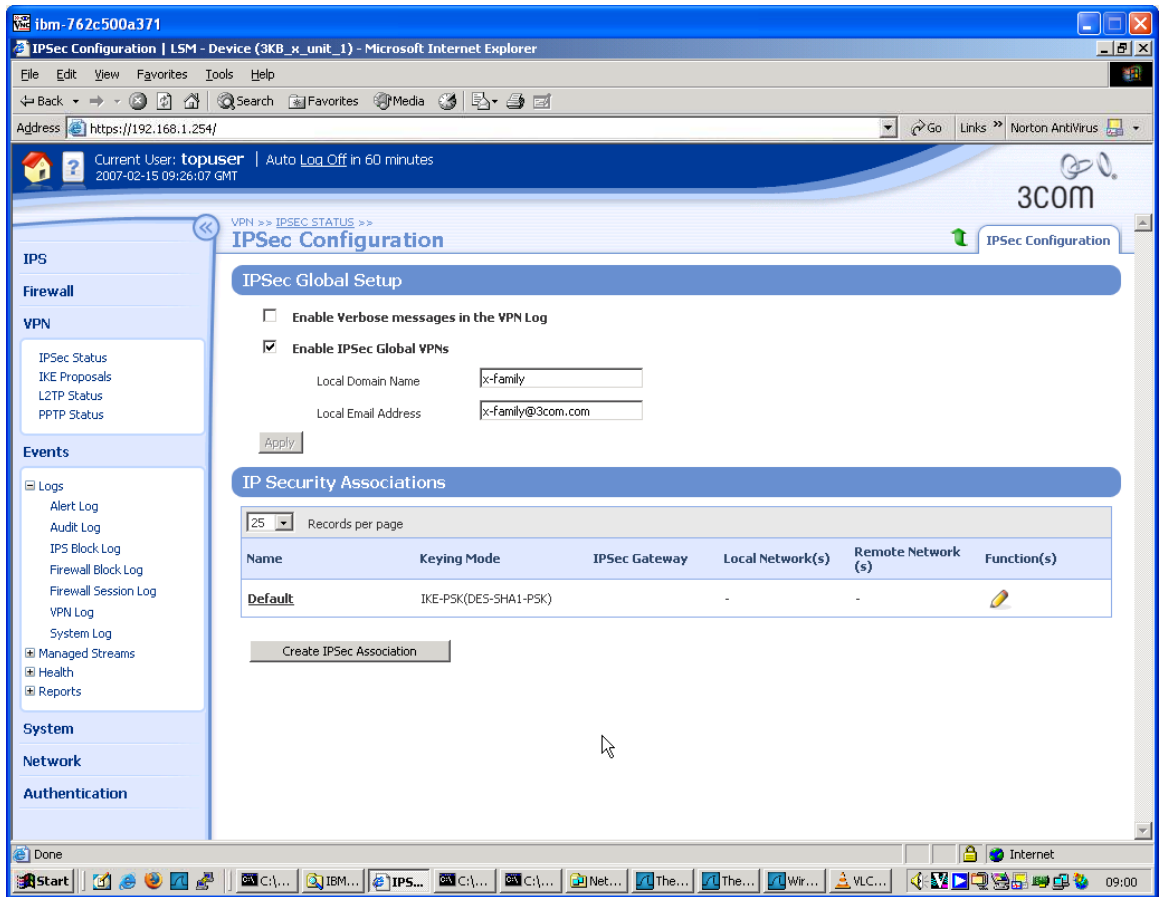 ibm-762c500a371
IPSec Configuration | LSM - Device (3KB_x_unit_1) - Microsoft Internet Explorer
File Edit View Favorites Tools Help
Back Search Favorites Media
Address https://192.168.1.254/ Go Links » Norton AntiVirus
Current User: topuser | Auto Log Off in 60 minutes
2007-02-15 09:26:07 GMT
3COM
VPN >> IPSEC STATUS >>
IPSec Configuration
IPSec Configuration
IPS
Firewall
VPN
IPSec Status
IKE Proposals
L2TP Status
PPTP Status
Events
Logs
Alert Log
Audit Log
IPS Block Log
Firewall Block Log
Firewall Session Log
VPN Log
System Log
Managed Streams
Health
Reports
System
Network
Authentication
IPSec Global Setup
Enable Verbose messages in the VPN Log
Enable IPSec Global VPNs
Local Domain Name x-family
Local Email Address x-family@3com.com
Apply
IP Security Associations
25 Records per page
Name Keying Mode IPSec Gateway Local Network(s) Remote Network(s) Function(s)
Default IKE-PSK(DES-SHA1-PSK) - -
Create IPSec Association
Done Internet
Start C:\... IBM... IPS... C:\... C:\... Net... The... The... Wir... VLC... 09:00